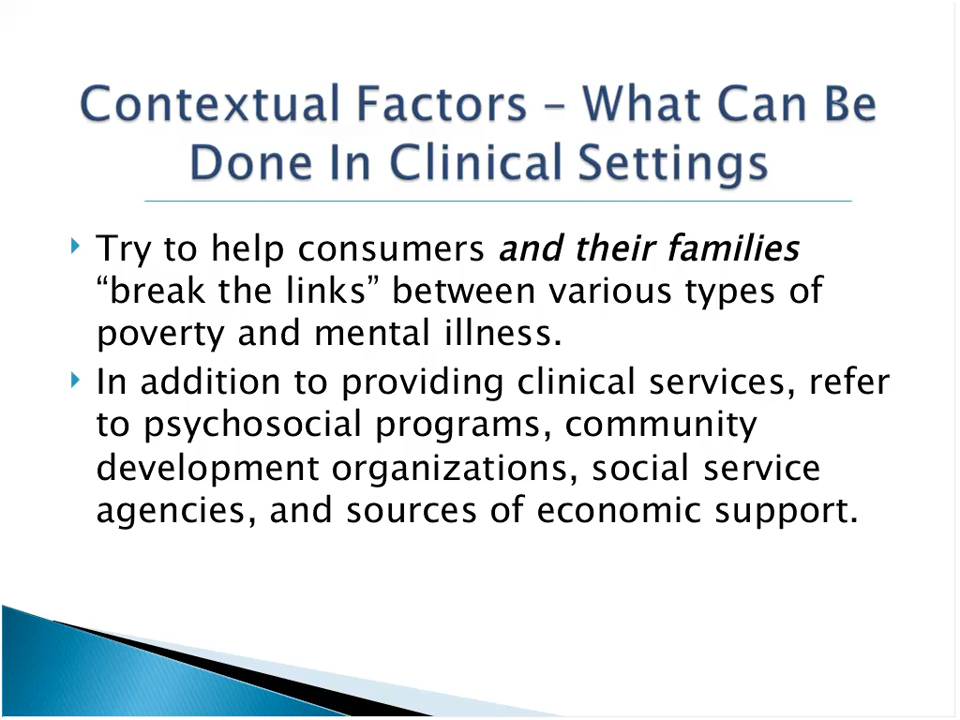 Contextual Factors – What Can Be
Done In Clinical Settings
Try to help consumers and their families
“break the links” between various types of
poverty and mental illness.
In addition to providing clinical services, refer
to psychosocial programs, community
development organizations, social service
agencies, and sources of economic support.